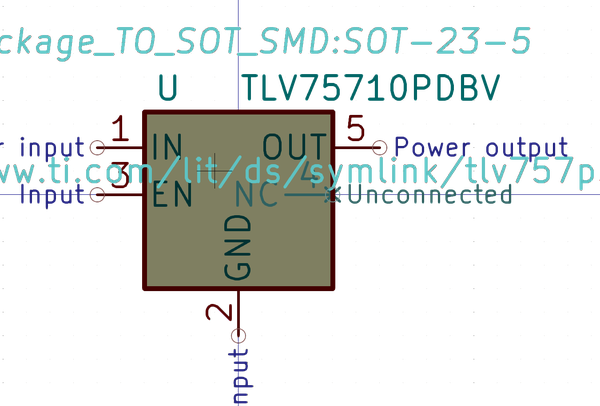 ckage_TO_SOT_SMD:SOT-23-5
U TLV75710PDBV
1 5
r input IN OUT Power output
ww.ti.com/lit/ds/symlink/tlv757p
3 4
Input EN NC Unconnected
GND
2
nput